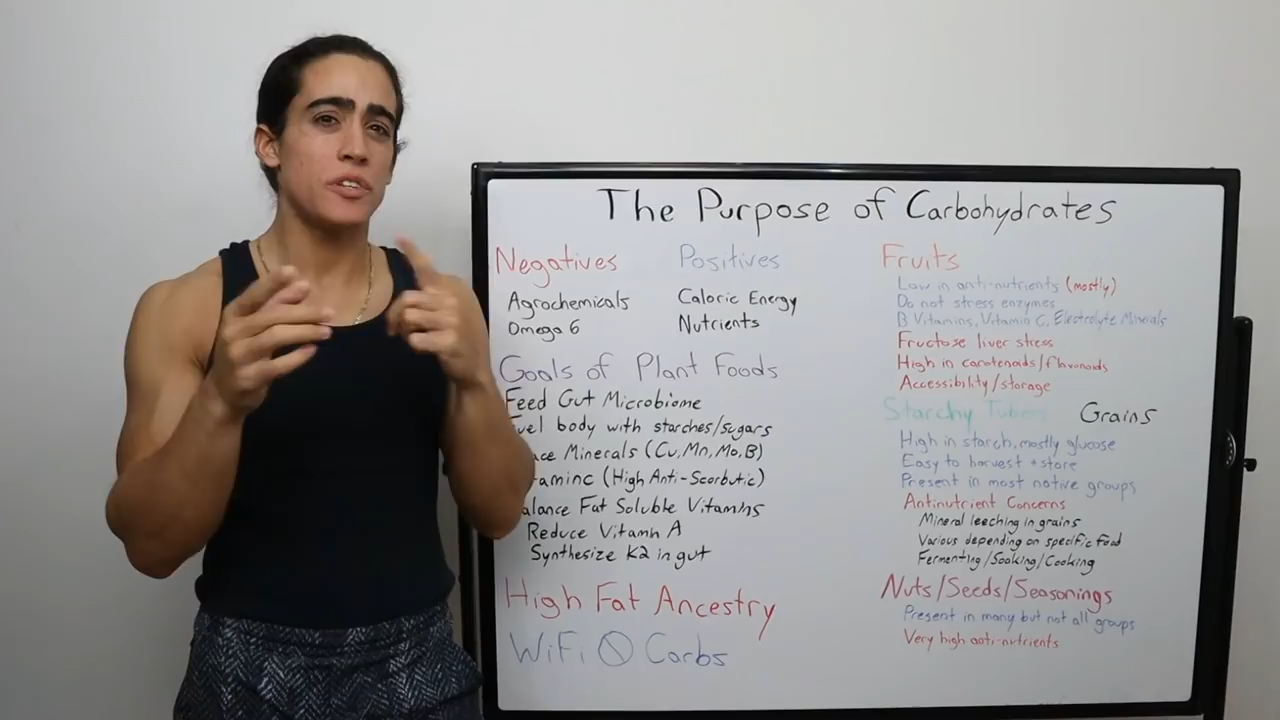 The Purpose of Carbohydrates
Negatives
Agrochemicals
Omega 6
Positives
Caloric Energy
Nutrients
Goals of Plant Foods
Feed Gut Microbiome
uel body with starches/sugars
ace Minerals (Cu, Mn, Mo, B)
taminc (High Anti-Scorbutic)
alance Fat Soluble Vitamins
Reduce Vitamin A
Synthesize K2 in gut
High Fat Ancestry
WiFi Carbs
Fruits
Low in anti-nutrients (mostly)
Do not stress enzymes
B Vitamins, Vitamin C, Electrolyte Minerals
Fructose liver stress
High in carotenoids/flavonoids
Accessibility/storage
Starchy Tubers Grains
High in starch, mostly glucose
Easy to harvest + store
Present in most native groups
Antinutrient Concerns
Mineral leeching in grains
Various depending on specific food
Fermenting/Soaking/Cooking
Nuts/Seeds/Seasonings
Present in many but not all groups
Very high anti-nutrients